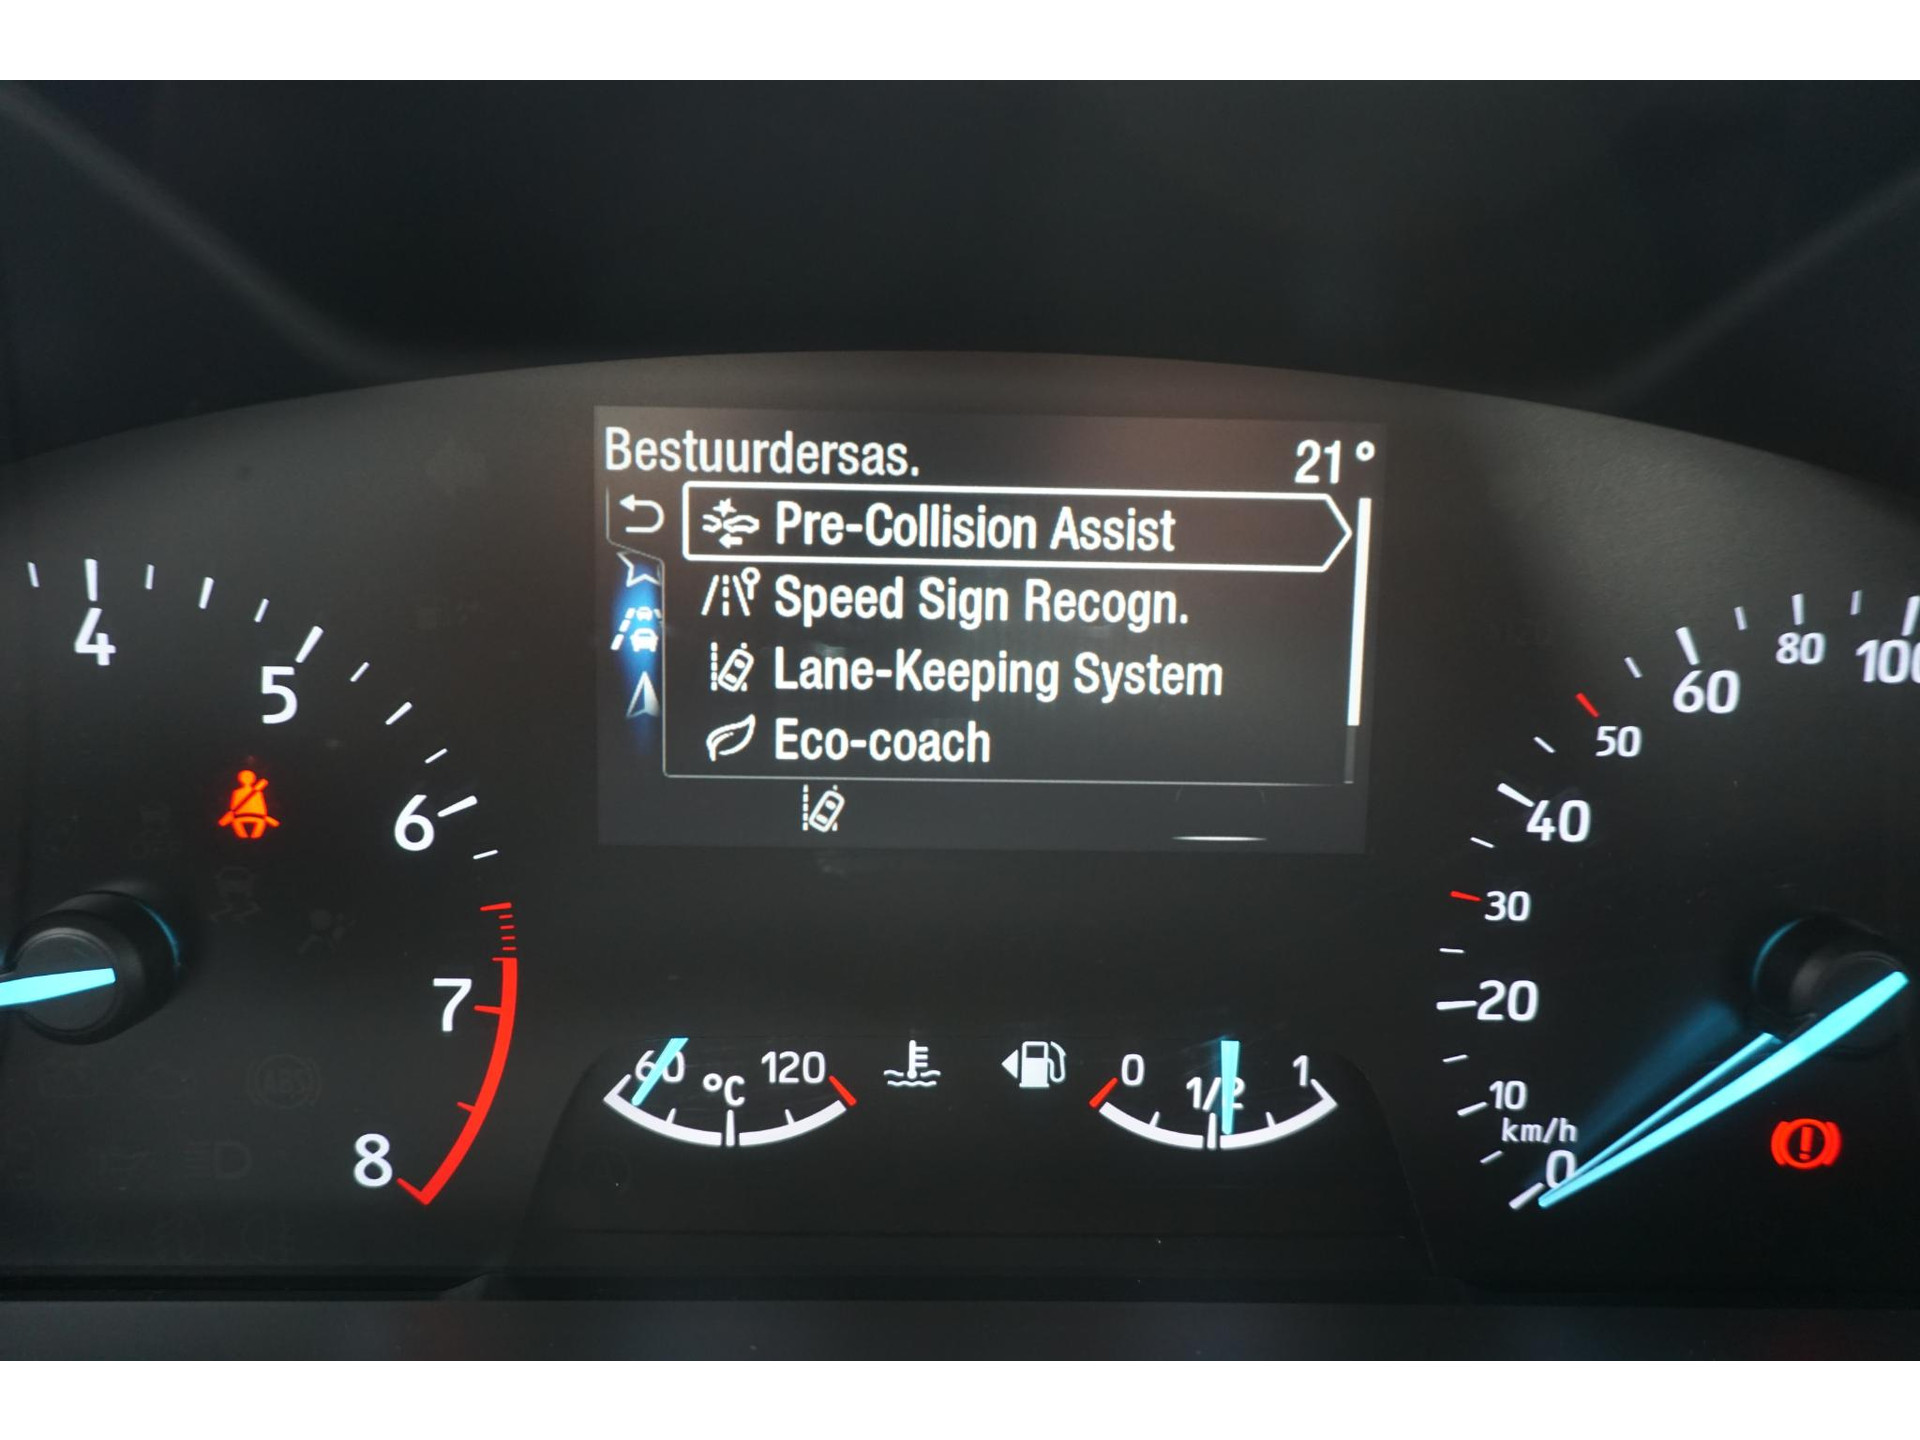 Bestuurdersas. 21°
Pre-Collision Assist
Speed Sign Recogn.
Lane-Keeping System
Eco-coach
4
5
6
7
8
60 °C 120
0 1/2 1
100
80
60
50
40
30
20
10
km/h
0